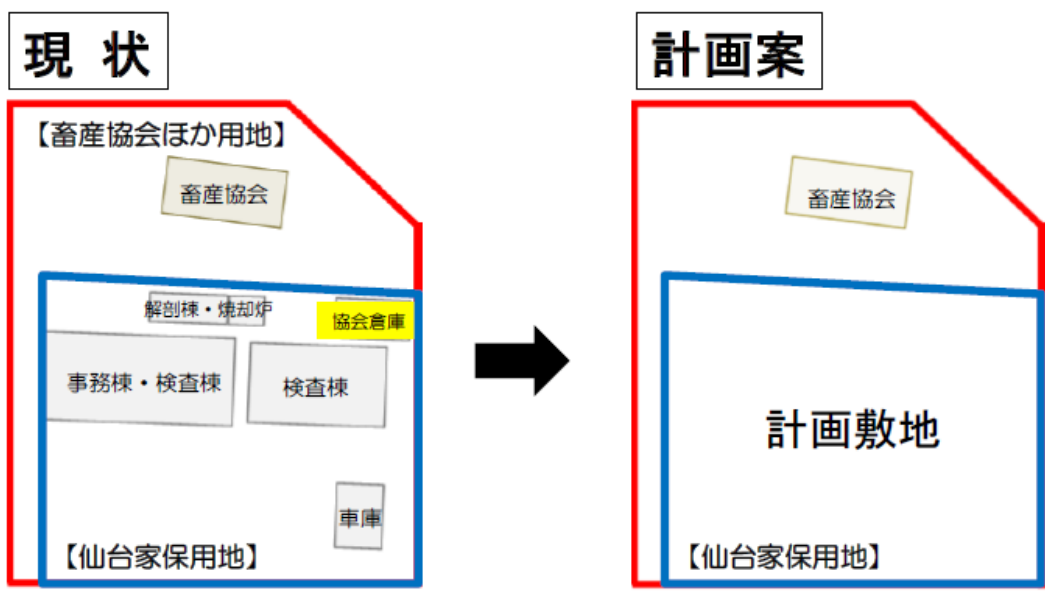 現 状
【畜産協会ほか用地】
畜産協会
解剖棟・焼却炉
協会倉庫
事務棟・検査棟
検査棟
車庫
【仙台家保用地】
計画案
畜産協会
計画敷地
【仙台家保用地】